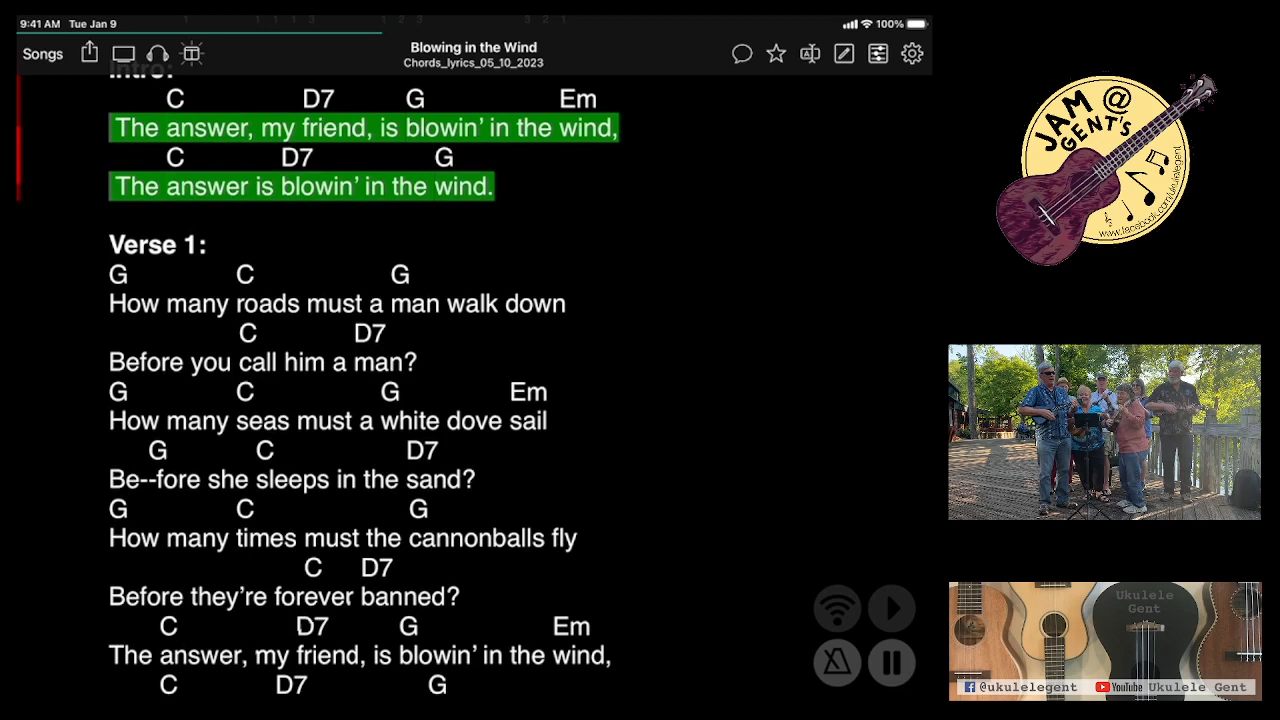 9:41 AM Tue Jan 9
100%
Songs
Blowing in the Wind
Chords_lyrics_05_10_2023
Intro:
C D7 G Em
The answer, my friend, is blowin’ in the wind,
C D7 G
The answer is blowin’ in the wind.
Verse 1:
G C G
How many roads must a man walk down
C D7
Before you call him a man?
G C G Em
How many seas must a white dove sail
G C D7
Be--fore she sleeps in the sand?
G C G
How many times must the cannonballs fly
C D7
Before they’re forever banned?
C D7 G Em
The answer, my friend, is blowin’ in the wind,
C D7 G
JAM @
GENT'S
www.facebook.com/ukulelegent
Ukulele
Gent
@ukulelegent YouTube Ukulele Gent